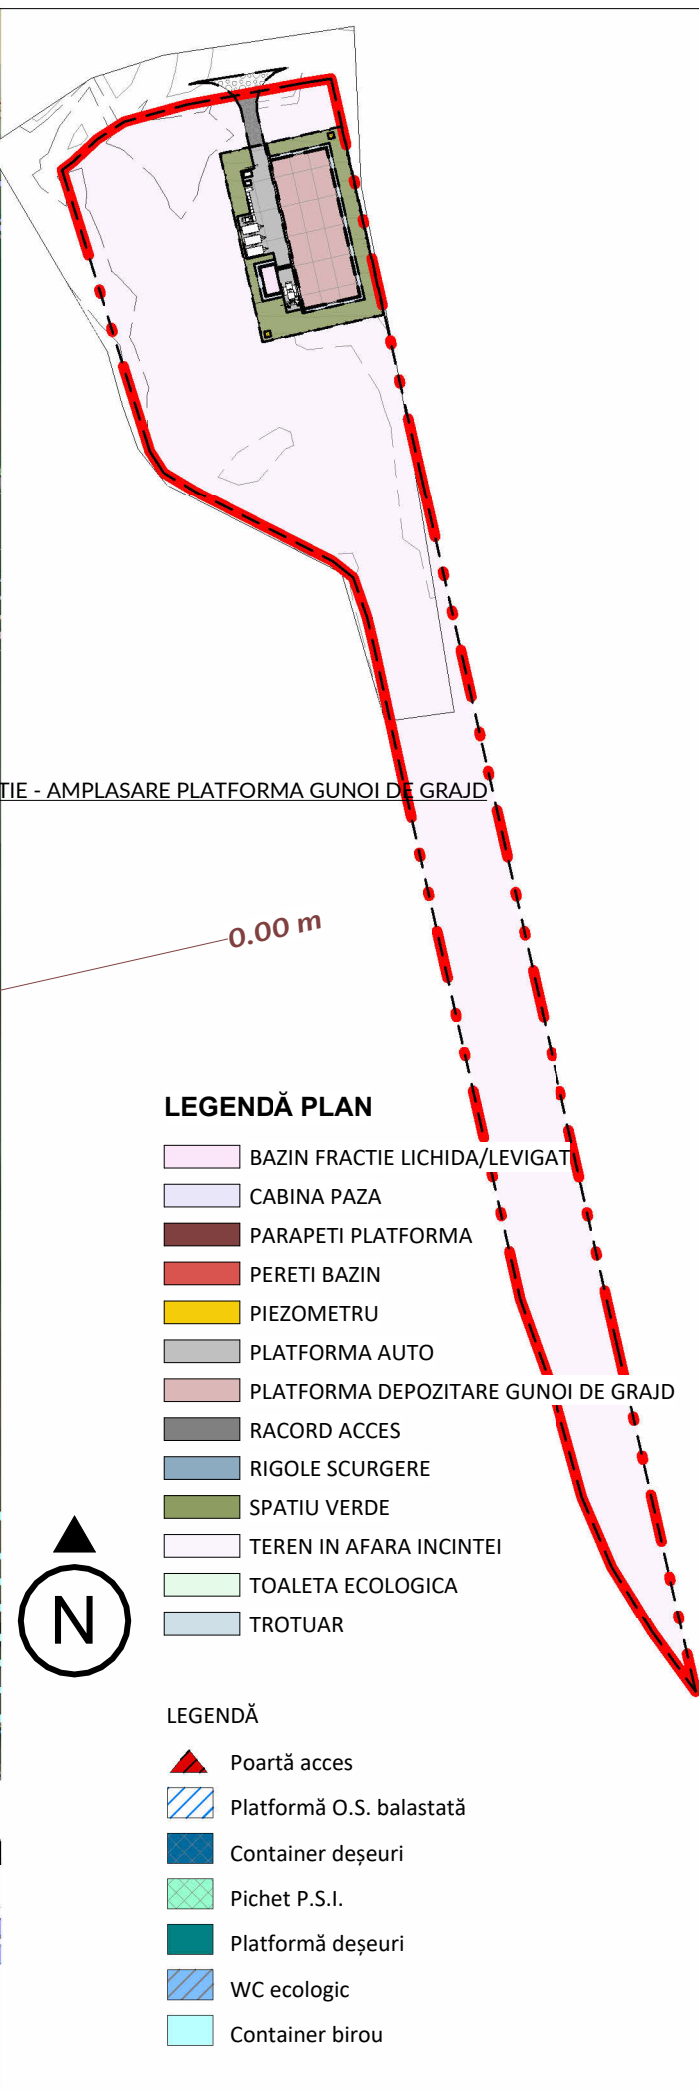 TIE - AMPLASARE PLATFORMA GUNOI DE GRAJD
0.00 m
LEGENDĂ PLAN
BAZIN FRACTIE LICHIDA/LEVIGAT
CABINA PAZA
PARAPETI PLATFORMA
PERETI BAZIN
PIEZOMETRU
PLATFORMA AUTO
PLATFORMA DEPOZITARE GUNOI DE GRAJD
RACORD ACCES
RIGOLE SCURGERE
SPATIU VERDE
TEREN IN AFARA INCINTEI
TOALETA ECOLOGICA
TROTUAR
N
LEGENDĂ
Poartă acces
Platformă O.S. balastată
Container deșeuri
Pichet P.S.I.
Platformă deșeuri
WC ecologic
Container birou